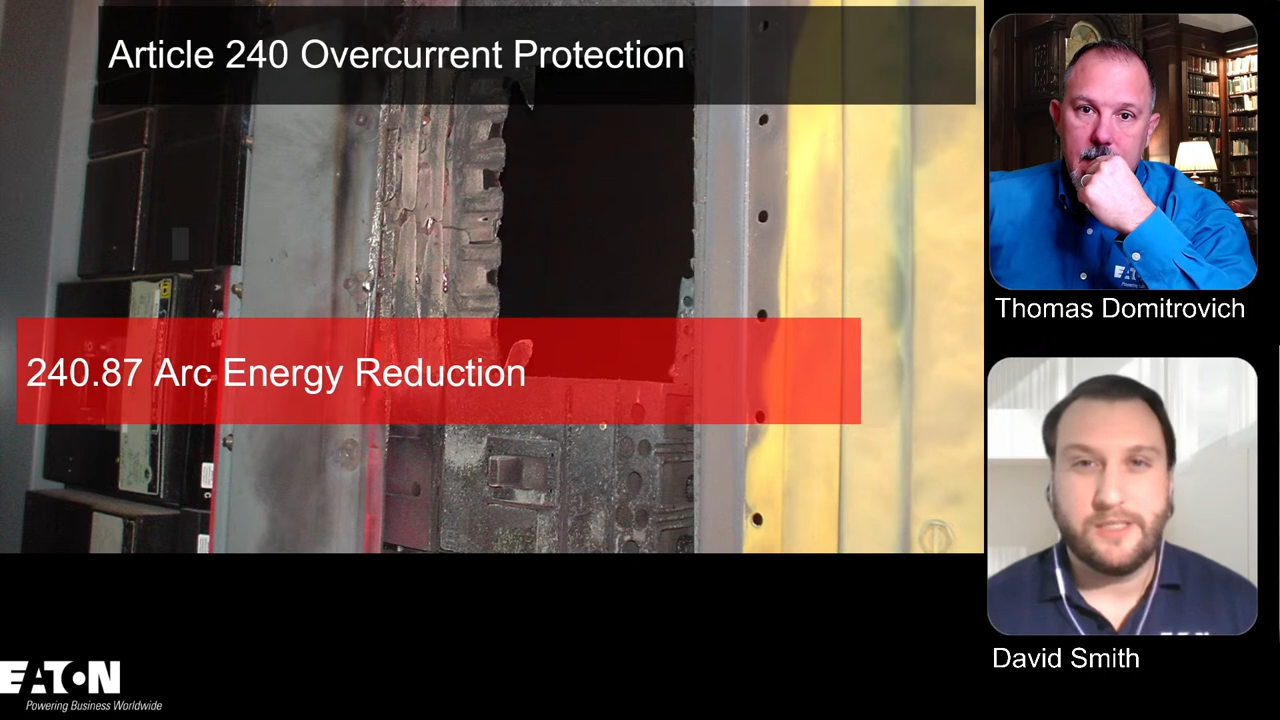 Article 240 Overcurrent Protection
240.87 Arc Energy Reduction
Thomas Domitrovich
David Smith
EATON
Powering Business Worldwide